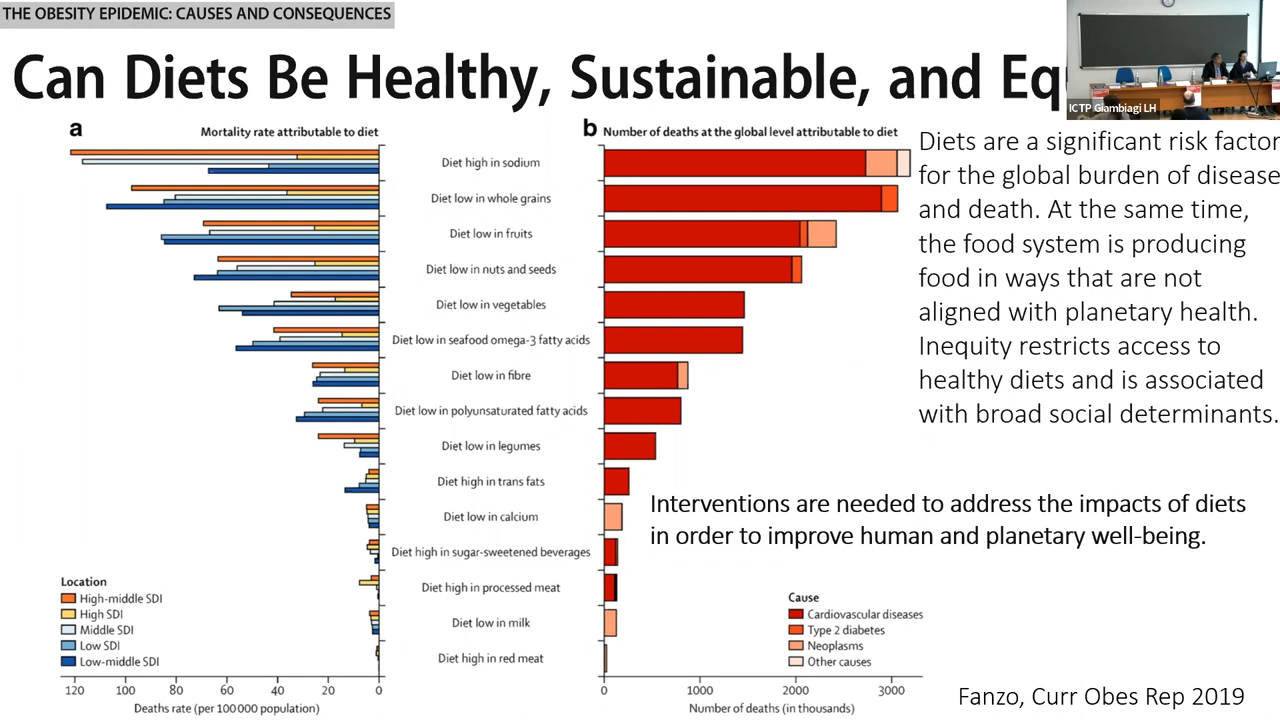 THE OBESITY EPIDEMIC: CAUSES AND CONSEQUENCES
Can Diets Be Healthy, Sustainable, and Eq
ICTP Giambiagi LH
a
Mortality rate attributable to diet
b
Number of deaths at the global level attributable to diet
Diet high in sodium
Diet low in whole grains
Diet low in fruits
Diet low in nuts and seeds
Diet low in vegetables
Diet low in seafood omega-3 fatty acids
Diet low in fibre
Diet low in polyunsaturated fatty acids
Diet low in legumes
Diet high in trans fats
Diet low in calcium
Diet high in sugar-sweetened beverages
Diet high in processed meat
Diet low in milk
Diet high in red meat
Location
High-middle SDI
High SDI
Middle SDI
Low SDI
Low-middle SDI
120 100 80 60 40 20 0
Deaths rate (per 100 000 population)
Cause
Cardiovascular diseases
Type 2 diabetes
Neoplasms
Other causes
0 1000 2000 3000
Number of deaths (in thousands)
Diets are a significant risk factor
for the global burden of disease
and death. At the same time,
the food system is producing
food in ways that are not
aligned with planetary health.
Inequity restricts access to
healthy diets and is associated
with broad social determinants.
Interventions are needed to address the impacts of diets
in order to improve human and planetary well-being.
Fanzo, Curr Obes Rep 2019